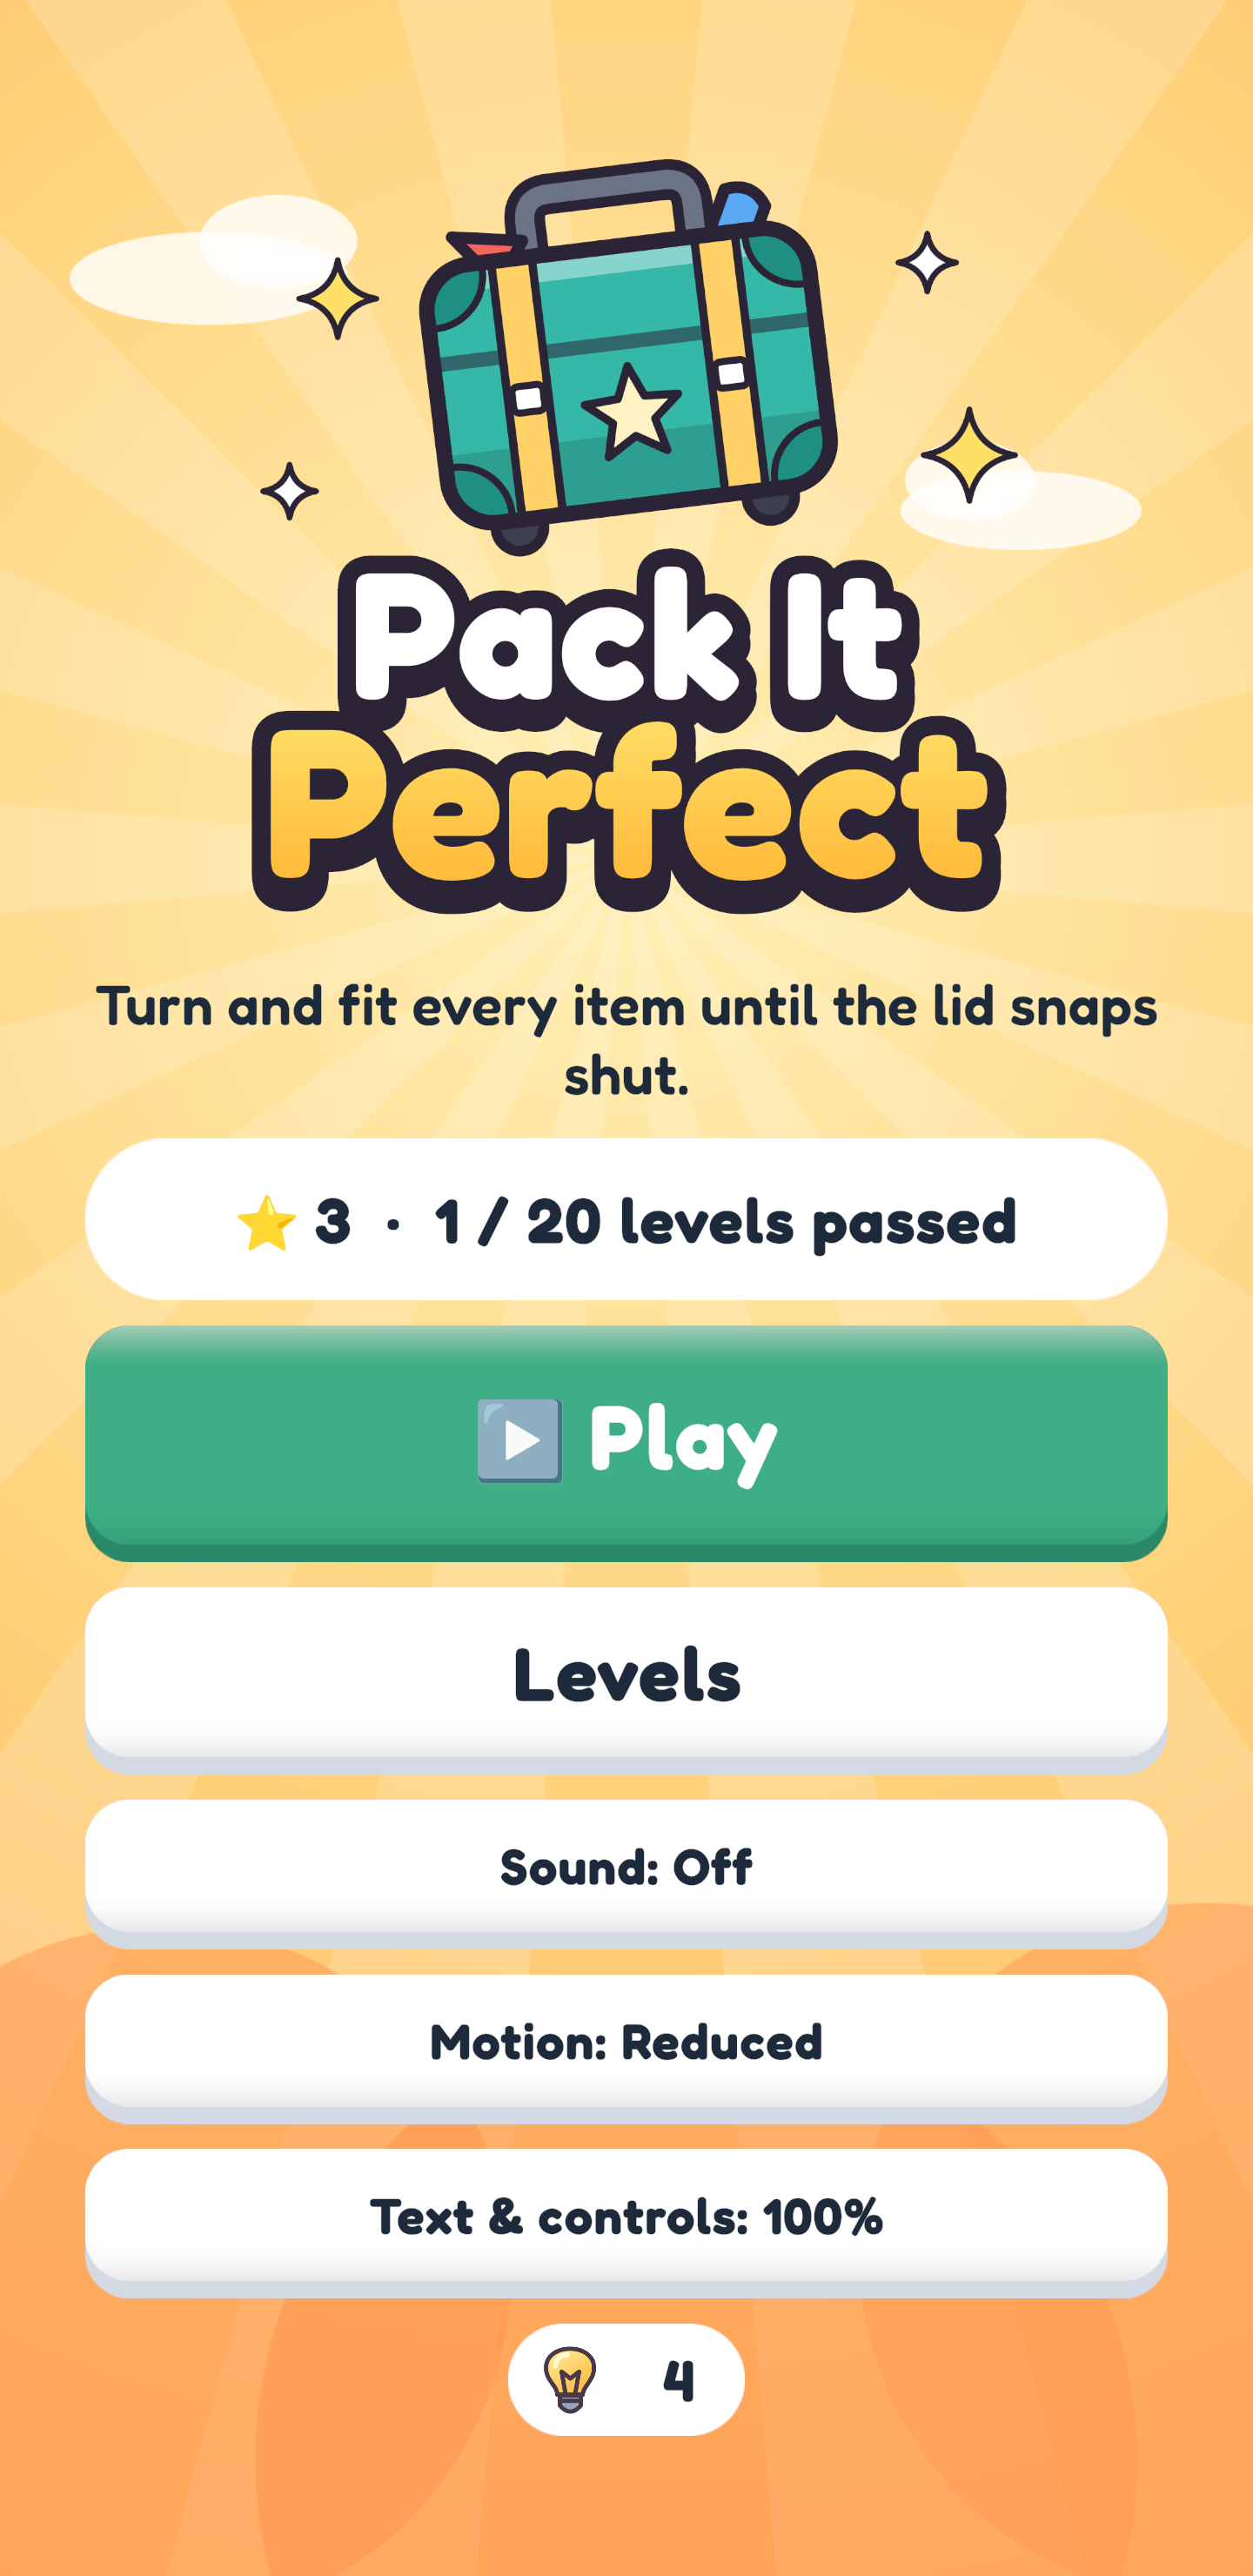 Pack It
Perfect
Turn and fit every item until the lid snaps
shut.
⭐ 3 · 1 / 20 levels passed
▶️ Play
Levels
Sound: Off
Motion: Reduced
Text & controls: 100%
4